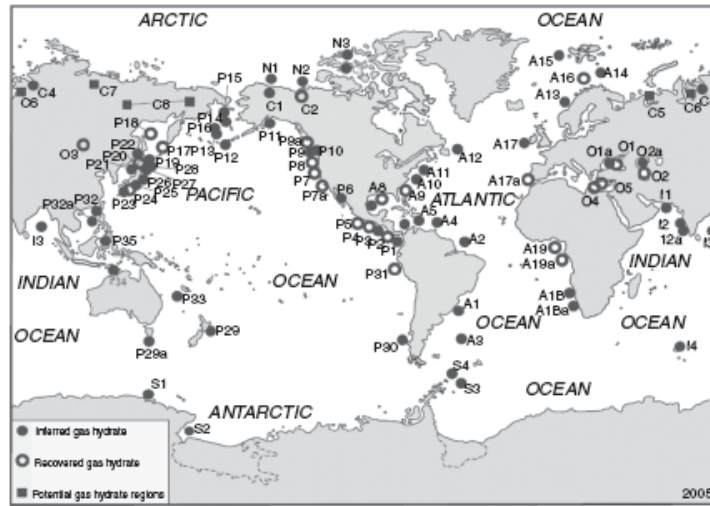 ARCTIC
OCEAN
N3
N1
N2
A15
A14
A16
C4
C7
C6
C8
P15
C1
C2
A13
C5
C6
P14
P16
P18
P11
P9a
P17
P13
P12
P9
P10
A12
A17
O1a
O1
O2a
O3
P22
P20
P21
P19
P28
P8
A11
P26
P27
P7
A10
A17a
O2
P25
PACIFIC
P7a
P6
A8
A9
ATLANTIC
O4
O5
P32a
P32
P23
P24
A5
A4
I1
I3
P5
P4
P3
P2
P1
A2
I2
12a
P35
INDIAN
OCEAN
P31
A19
A19a
INDIAN
P34
P33
A1B
A1Ba
A1
OCEAN
P29
P30
OCEAN
A3
OCEAN
I4
P29a
S1
S4
S3
OCEAN
ANTARCTIC
S2
Inferred gas hydrate
Recovered gas hydrate
Potential gas hydrate regions
2005